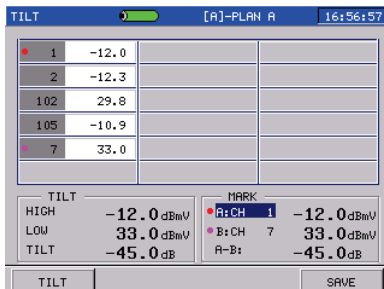 TILT [A]-PLAN A 16:56:57
1 -12.0
2 -12.3
102 29.8
105 -10.9
7 33.0
TILT
HIGH -12.0dBmV
LOW 33.0dBmV
TILT -45.0dB
MARK
A:CH 1 -12.0dBmV
B:CH 7 33.0dBmV
A-B: -45.0dB
TILT SAVE